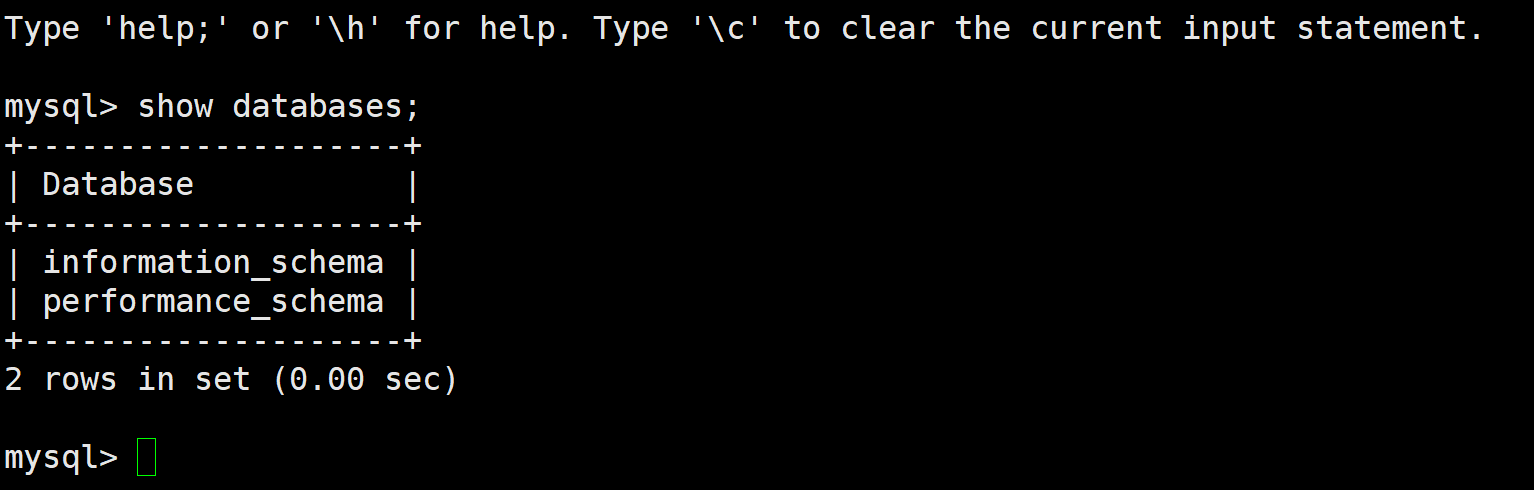 Type 'help;' or '\h' for help. Type '\c' to clear the current input statement.
mysql> show databases;
+--------------------+
| Database           |
+--------------------+
| information_schema |
| performance_schema |
+--------------------+
2 rows in set (0.00 sec)
mysql>